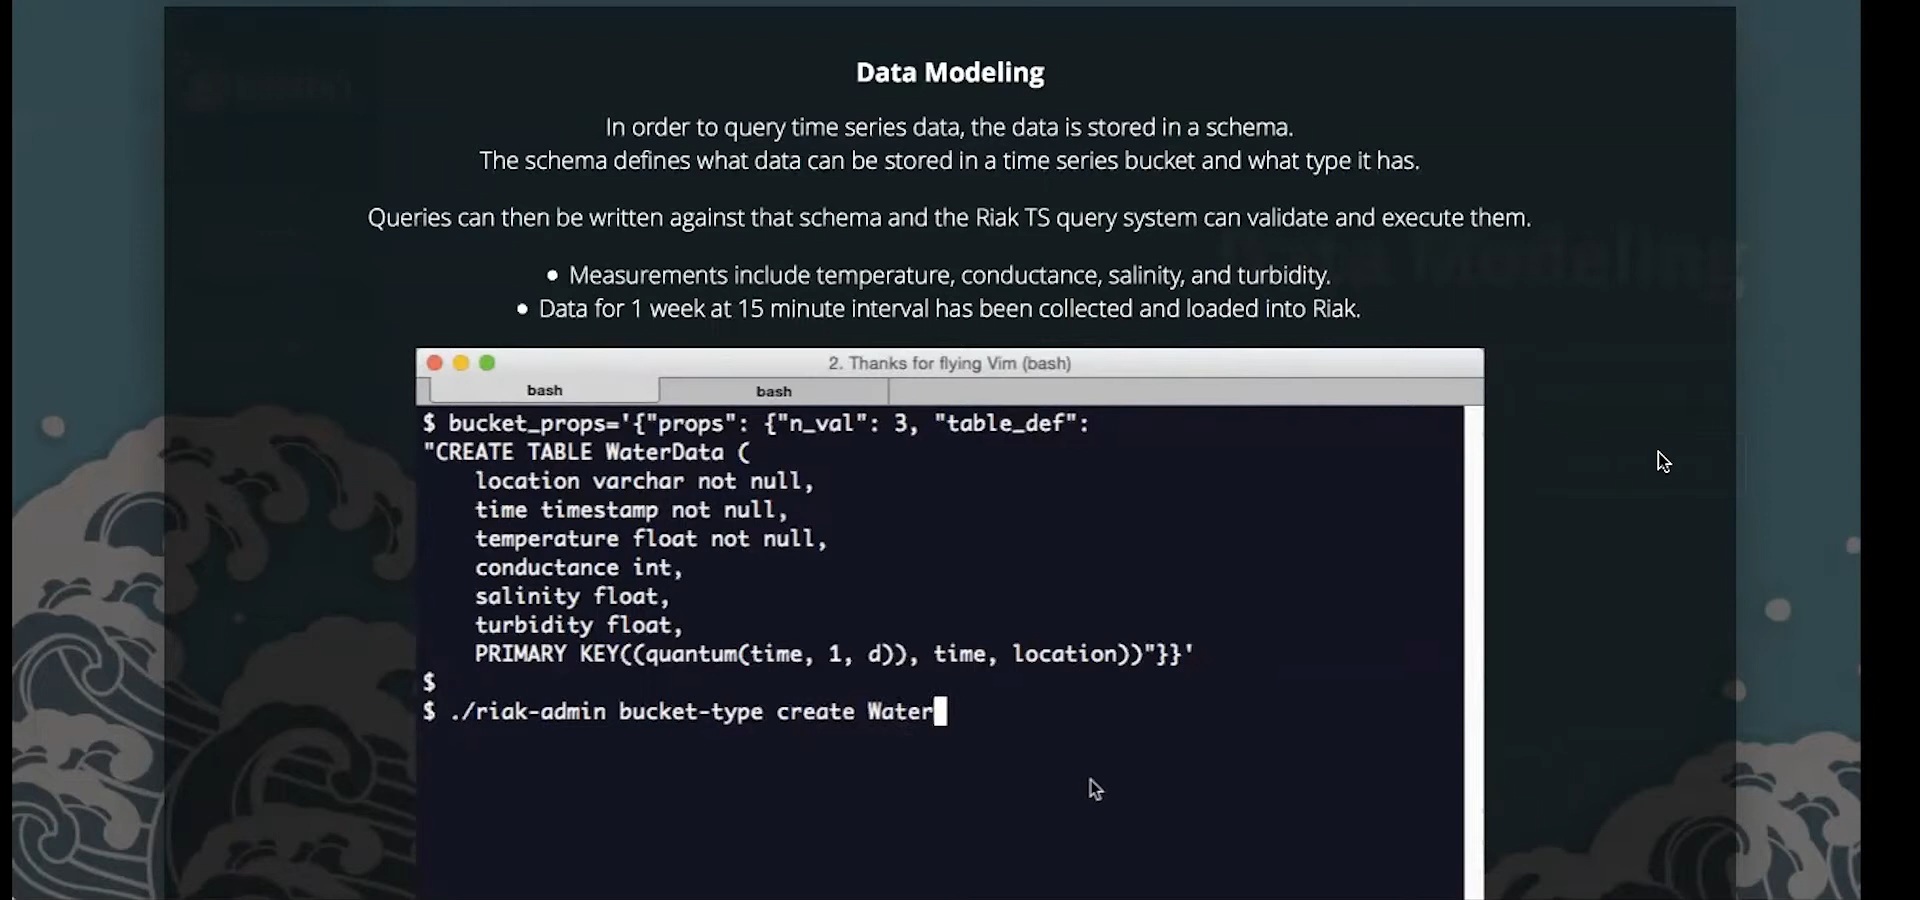 Data Modeling
In order to query time series data, the data is stored in a schema.
The schema defines what data can be stored in a time series bucket and what type it has.
Queries can then be written against that schema and the Riak TS query system can validate and execute them.
Data Modeling
• Measurements include temperature, conductance, salinity, and turbidity.
• Data for 1 week at 15 minute interval has been collected and loaded into Riak.
2. Thanks for flying Vim (bash)
bash bash
$ bucket_props='{"props": {"n_val": 3, "table_def":
"CREATE TABLE WaterData (
location varchar not null,
time timestamp not null,
temperature float not null,
conductance int,
salinity float,
turbidity float,
PRIMARY KEY((quantum(time, 1, d)), time, location))"}}'
$
$ ./riak-admin bucket-type create Water